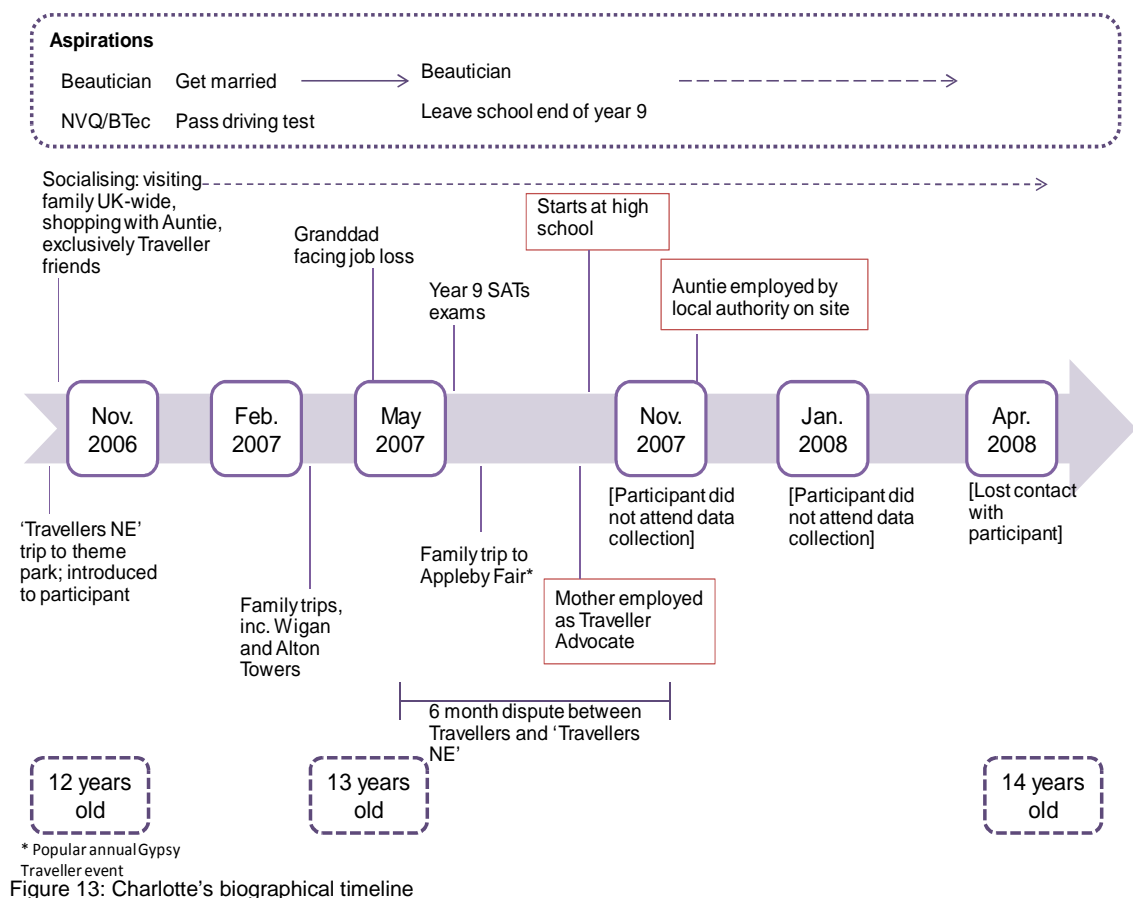 Aspirations
Beautician Get married
NVQ/BTec Pass driving test
Beautician
Leave school end of year 9
Socialising: visiting
family UK-wide,
shopping with Auntie,
exclusively Traveller
friends
Granddad
facing job loss
Year 9 SATs
exams
Starts at high
school
Auntie employed by
local authority on site
Nov.
2006
Feb.
2007
May
2007
Nov.
2007
Jan.
2008
Apr.
2008
‘Travellers NE’
trip to theme
park; introduced
to participant
Family trips,
inc. Wigan
and Alton
Towers
Family trip to
Appleby Fair*
Mother employed
as Traveller
Advocate
[Participant did
not attend data
collection]
[Participant did
not attend data
collection]
[Lost contact
with
participant]
6 month dispute between
Travellers and ‘Travellers
NE’
12 years
old
13 years
old
14 years
old
* Popular annual Gypsy
Traveller event
Figure 13: Charlotte’s biographical timeline